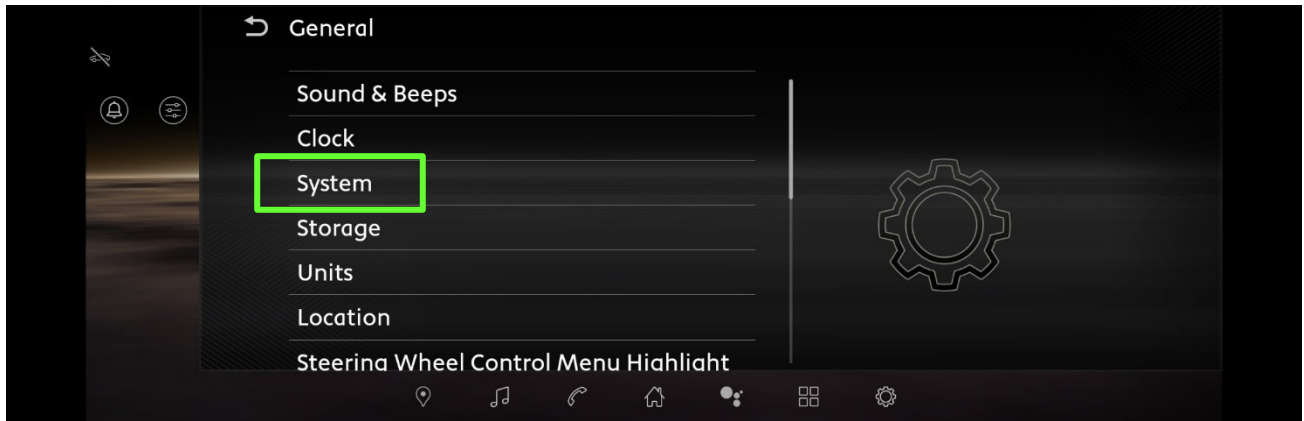 General
Sound & Beeps
Clock
System
Storage
Units
Location
Steering Wheel Control Menu Highlight